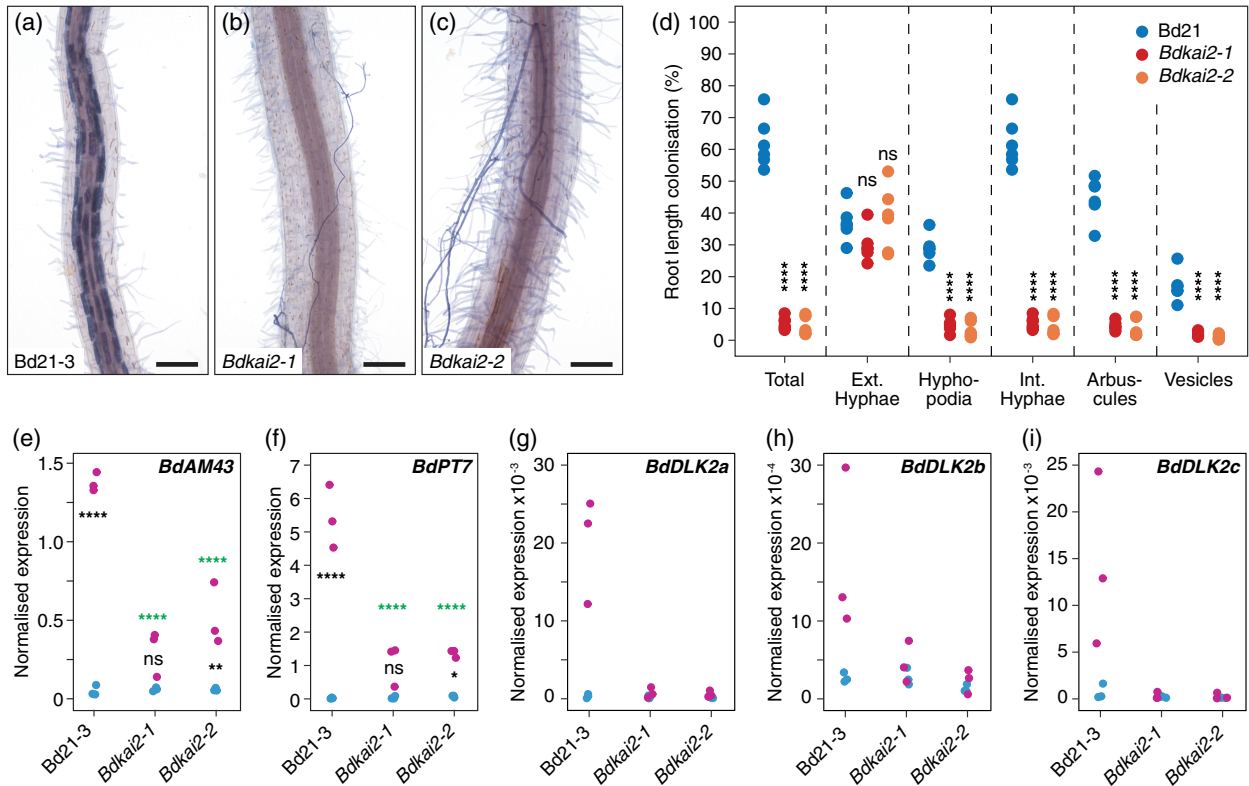 (a)
Bd21-3
(b)
Bdkai2-1
(c)
Bdkai2-2
(d)
Root length colonisation (%)
100
90
80
70
60
50
40
30
20
10
0
Bd21
Bdkai2-1
Bdkai2-2
ns
ns
**** ****
**** ****
**** ****
**** ****
**** ****
Total
Ext.
Hyphae
Hypho-
podia
Int.
Hyphae
Arbus-
cules
Vesicles
(e)
BdAM43
Normalised expression
1.5
1.0
0.5
0
****
****
ns
****
**
Bd21-3
Bdkai2-1
Bdkai2-2
(f)
BdPT7
Normalised expression
7
6
5
4
3
2
1
0
****
****
ns
****
*
Bd21-3
Bdkai2-1
Bdkai2-2
(g)
BdDLK2a
Normalised expression x10-3
30
20
10
0
Bd21-3
Bdkai2-1
Bdkai2-2
(h)
BdDLK2b
Normalised expression x10-4
30
20
10
0
Bd21-3
Bdkai2-1
Bdkai2-2
(i)
BdDLK2c
Normalised expression x10-3
25
20
15
10
5
0
Bd21-3
Bdkai2-1
Bdkai2-2